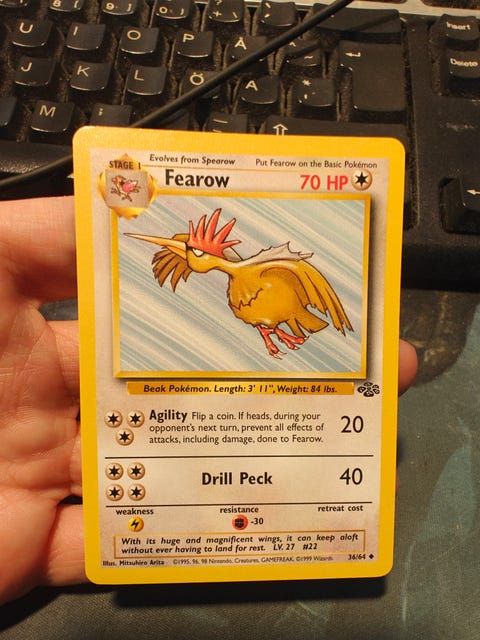 U
I
O
P
Å
J
K
L
Ö
Ä
*
M
Insert
Delete
STAGE 1
Evolves from Spearow
Put Fearow on the Basic Pokémon
Fearow
70 HP
Beak Pokémon. Length: 3' 11", Weight: 84 lbs.
Agility Flip a coin. If heads, during your
opponent's next turn, prevent all effects of
attacks, including damage, done to Fearow.
20
Drill Peck
40
weakness
resistance
retreat cost
-30
With its huge and magnificent wings, it can keep aloft
without ever having to land for rest. LV. 27 #22
Illus. Mitsuhiro Arita
©1995, 96, 98 Nintendo, Creatures, GAMEFREAK. ©1999 Wizards.
36/64